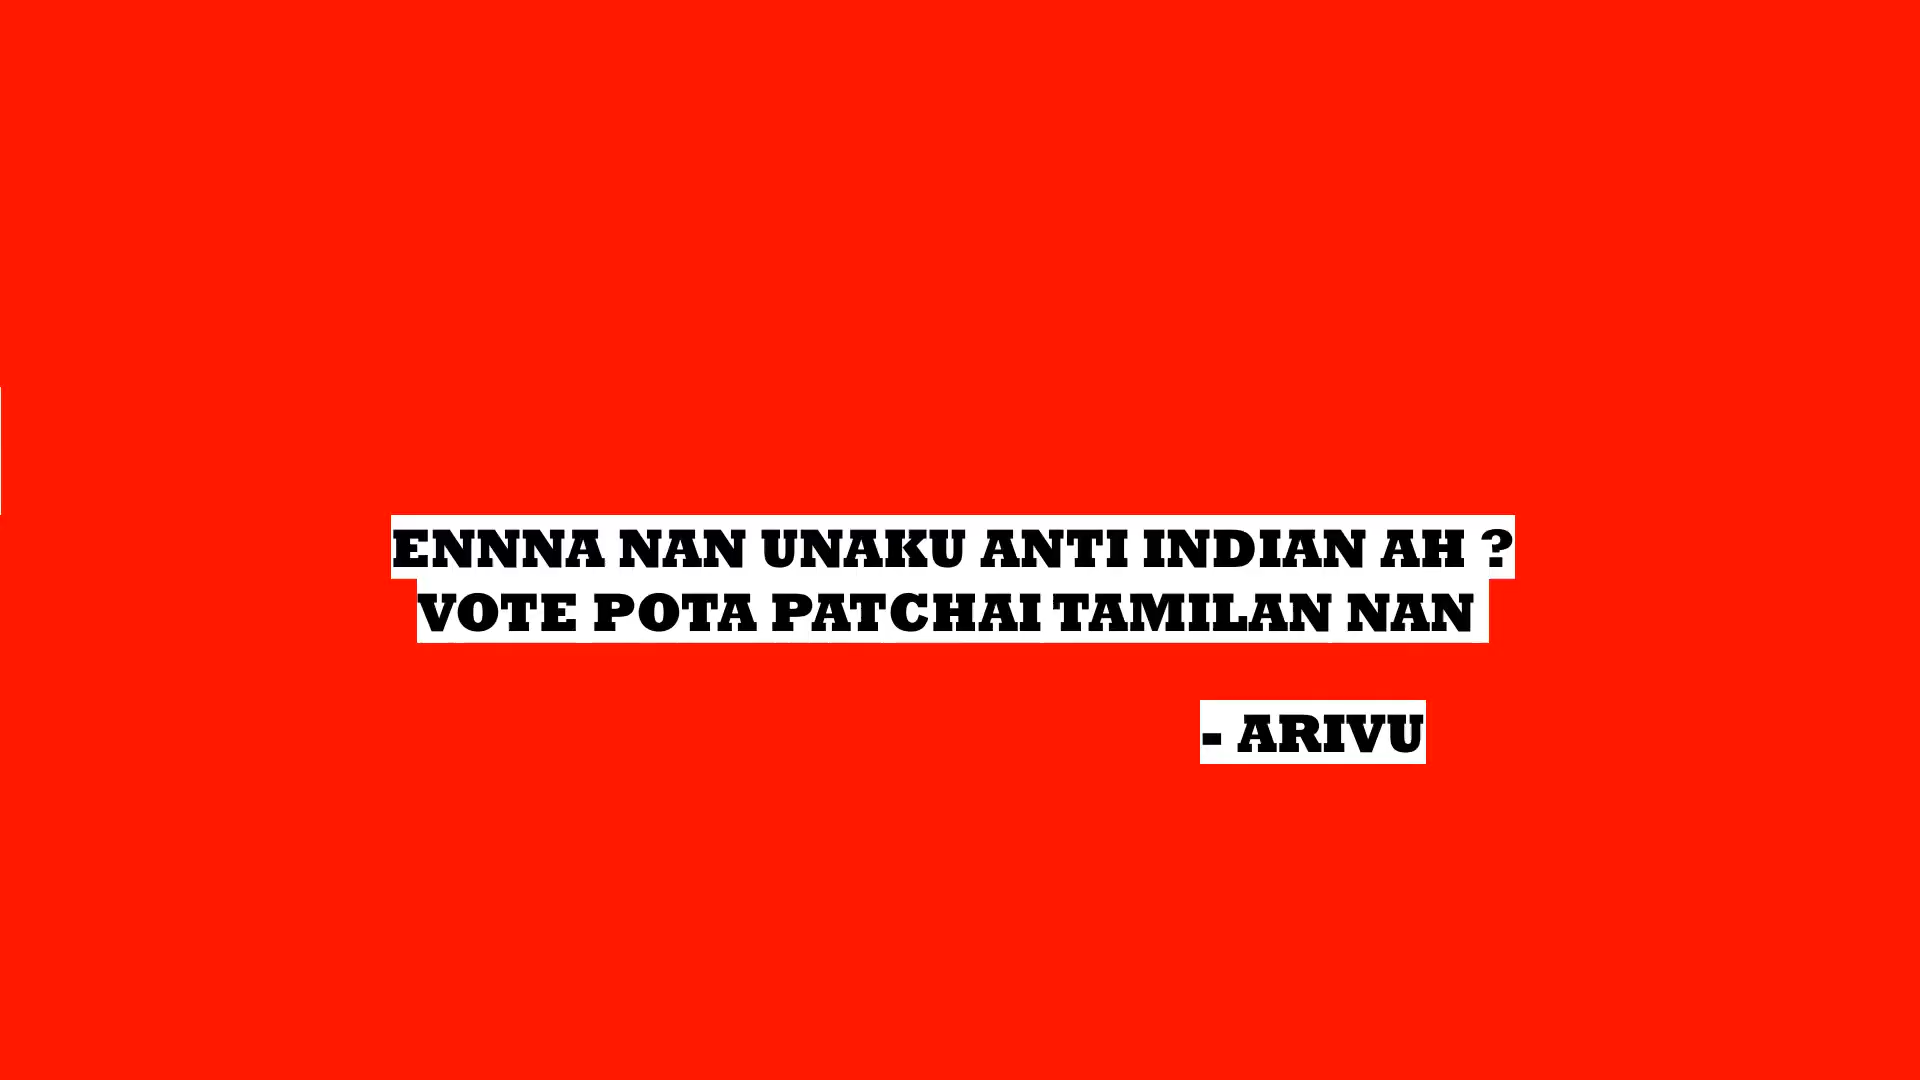 ENNNA NAN UNAKU ANTI INDIAN AH ?
VOTE POTA PATCHAI TAMILAN NAN
- ARIVU